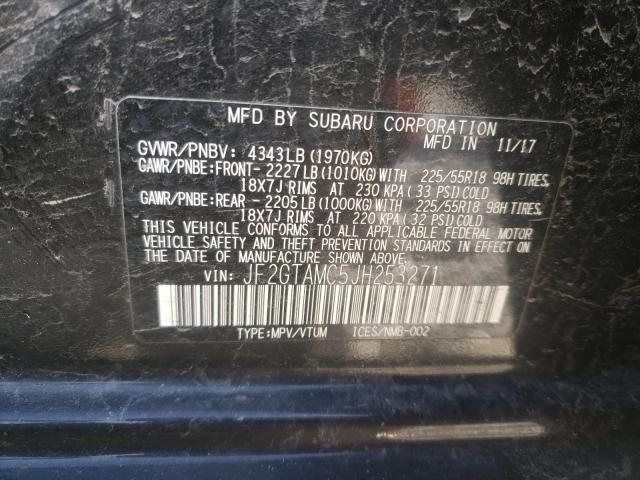 MFD BY SUBARU CORPORATION
MFD IN 11/17
GVWR/PNBV: 4343LB(1970KG)
GAWR/PNBE:FRONT- 2227LB(1010KG) WITH 225/55R18 98H TIRES,
18X7J RIMS AT 230 KPA(33 PSI)COLD
GAWR/PNBE:REAR - 2205LB(1000KG) WITH 225/55R18 98H TIRES,
18X7J RIMS AT 220 KPA(32 PSI)COLD
THIS VEHICLE CONFORMS TO ALL APPLICABLE FEDERAL MOTOR
VEHICLE SAFETY AND THEFT PREVENTION STANDARDS IN EFFECT ON
THE DATE OF MANUFACTURE SHOWN ABOVE.
VIN: JF2GTAMC5JH253271
TYPE:MPV/VTUM ICES/NMB-002